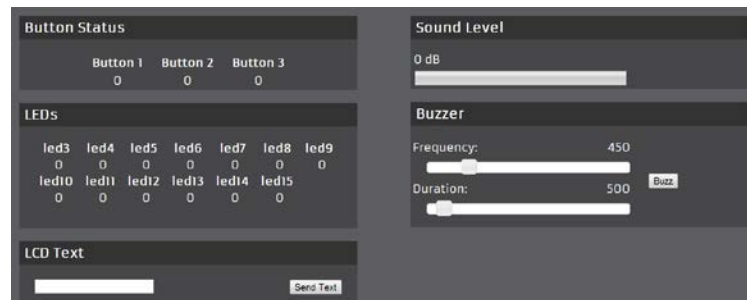 Button Status
Button 1 Button 2 Button 3
0 0 0
LEDs
led3 led4 led5 led6 led7 led8 led9
0 0 0 0 0 0 0
led10 led11 led12 led13 led14 led15
0 0 0 0 0 0
LCD Text
Send Text
Sound Level
0 dB
Buzzer
Frequency: 450
Buzz
Duration: 500